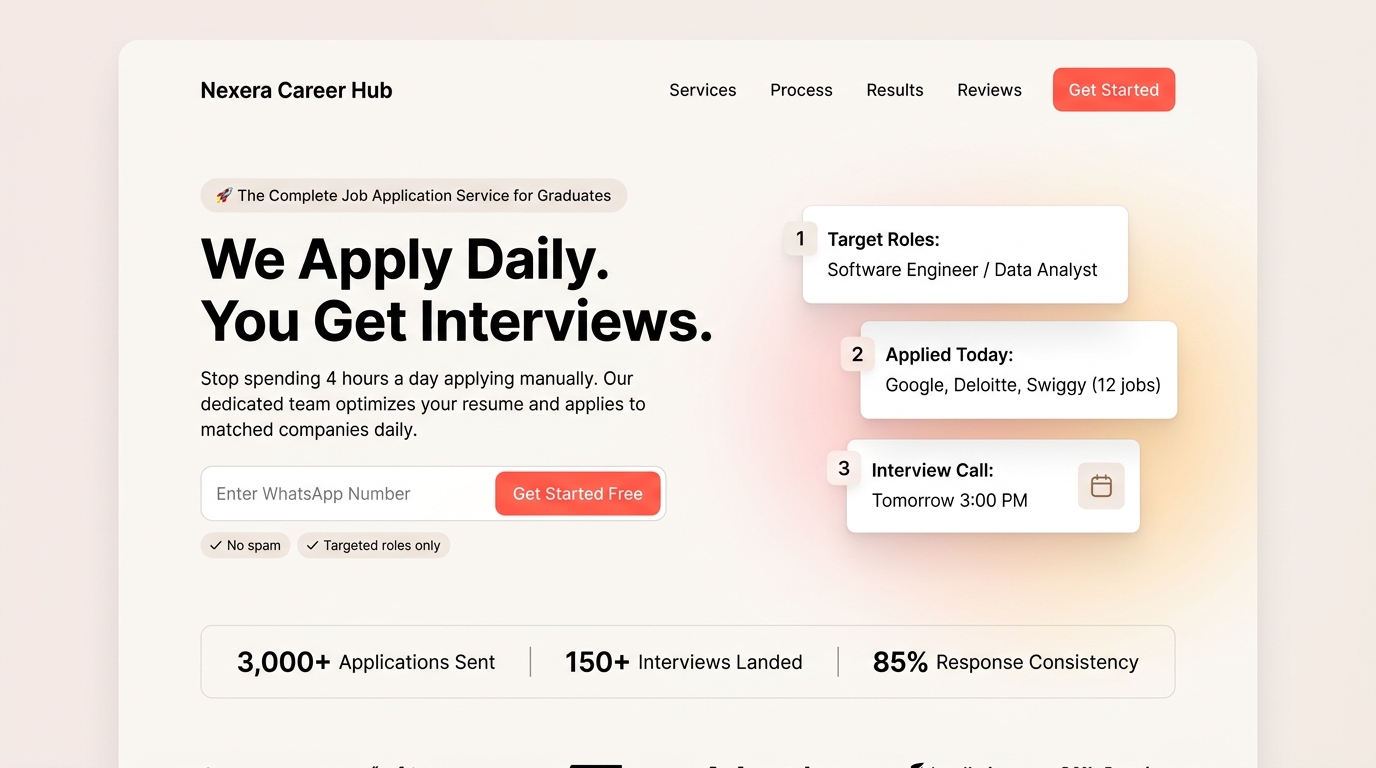 Nexera Career Hub
Services
Process
Results
Reviews
Get Started
🚀 The Complete Job Application Service for Graduates
We Apply Daily.
You Get Interviews.
Stop spending 4 hours a day applying manually. Our
dedicated team optimizes your resume and applies to
matched companies daily.
Enter WhatsApp Number
Get Started Free
✓ No spam
✓ Targeted roles only
1
Target Roles:
Software Engineer / Data Analyst
2
Applied Today:
Google, Deloitte, Swiggy (12 jobs)
3
Interview Call:
Tomorrow 3:00 PM
3,000+ Applications Sent
150+ Interviews Landed
85% Response Consistency